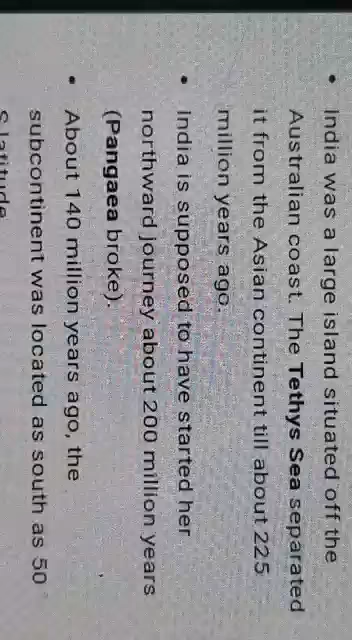 • India was a large island situated off the
Australian coast. The Tethys Sea separated
it from the Asian continent till about 225
million years ago.
• India is supposed to have started her
northward journey about 200 million years
(Pangaea broke).
• About 140 million years ago, the
subcontinent was located as south as 50
S latitude